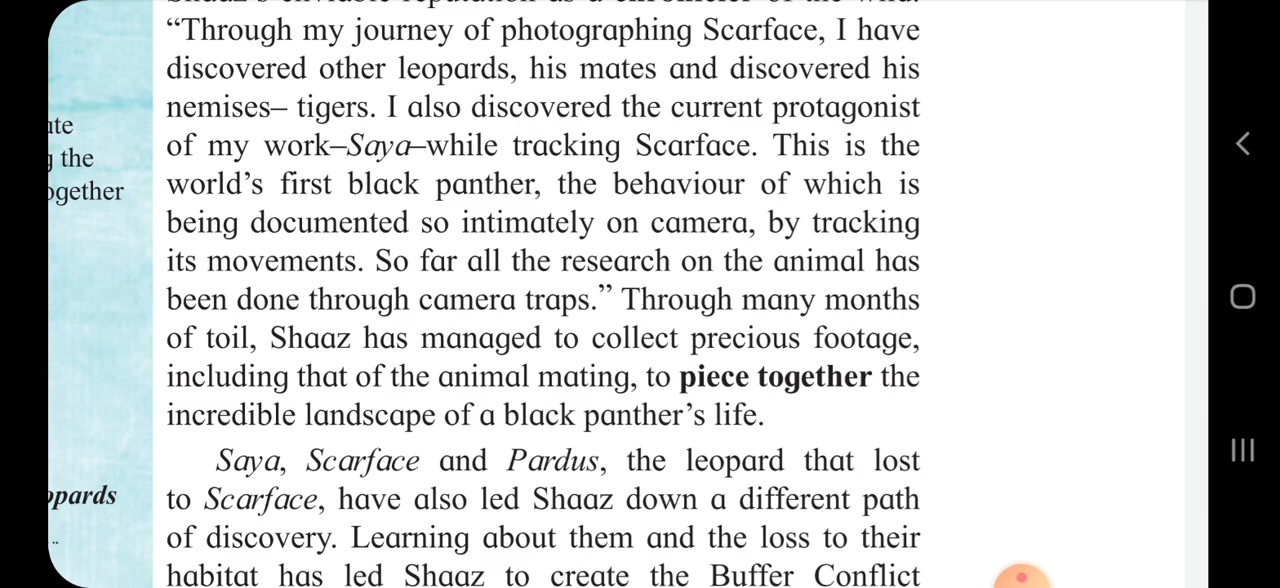 “Through my journey of photographing Scarface, I have
discovered other leopards, his mates and discovered his
nemises– tigers. I also discovered the current protagonist
of my work–Saya–while tracking Scarface. This is the
world’s first black panther, the behaviour of which is
being documented so intimately on camera, by tracking
its movements. So far all the research on the animal has
been done through camera traps.” Through many months
of toil, Shaaz has managed to collect precious footage,
including that of the animal mating, to piece together the
incredible landscape of a black panther’s life.
Saya, Scarface and Pardus, the leopard that lost
to Scarface, have also led Shaaz down a different path
of discovery. Learning about them and the loss to their
habitat has led Shaaz to create the Buffer Conflict
the